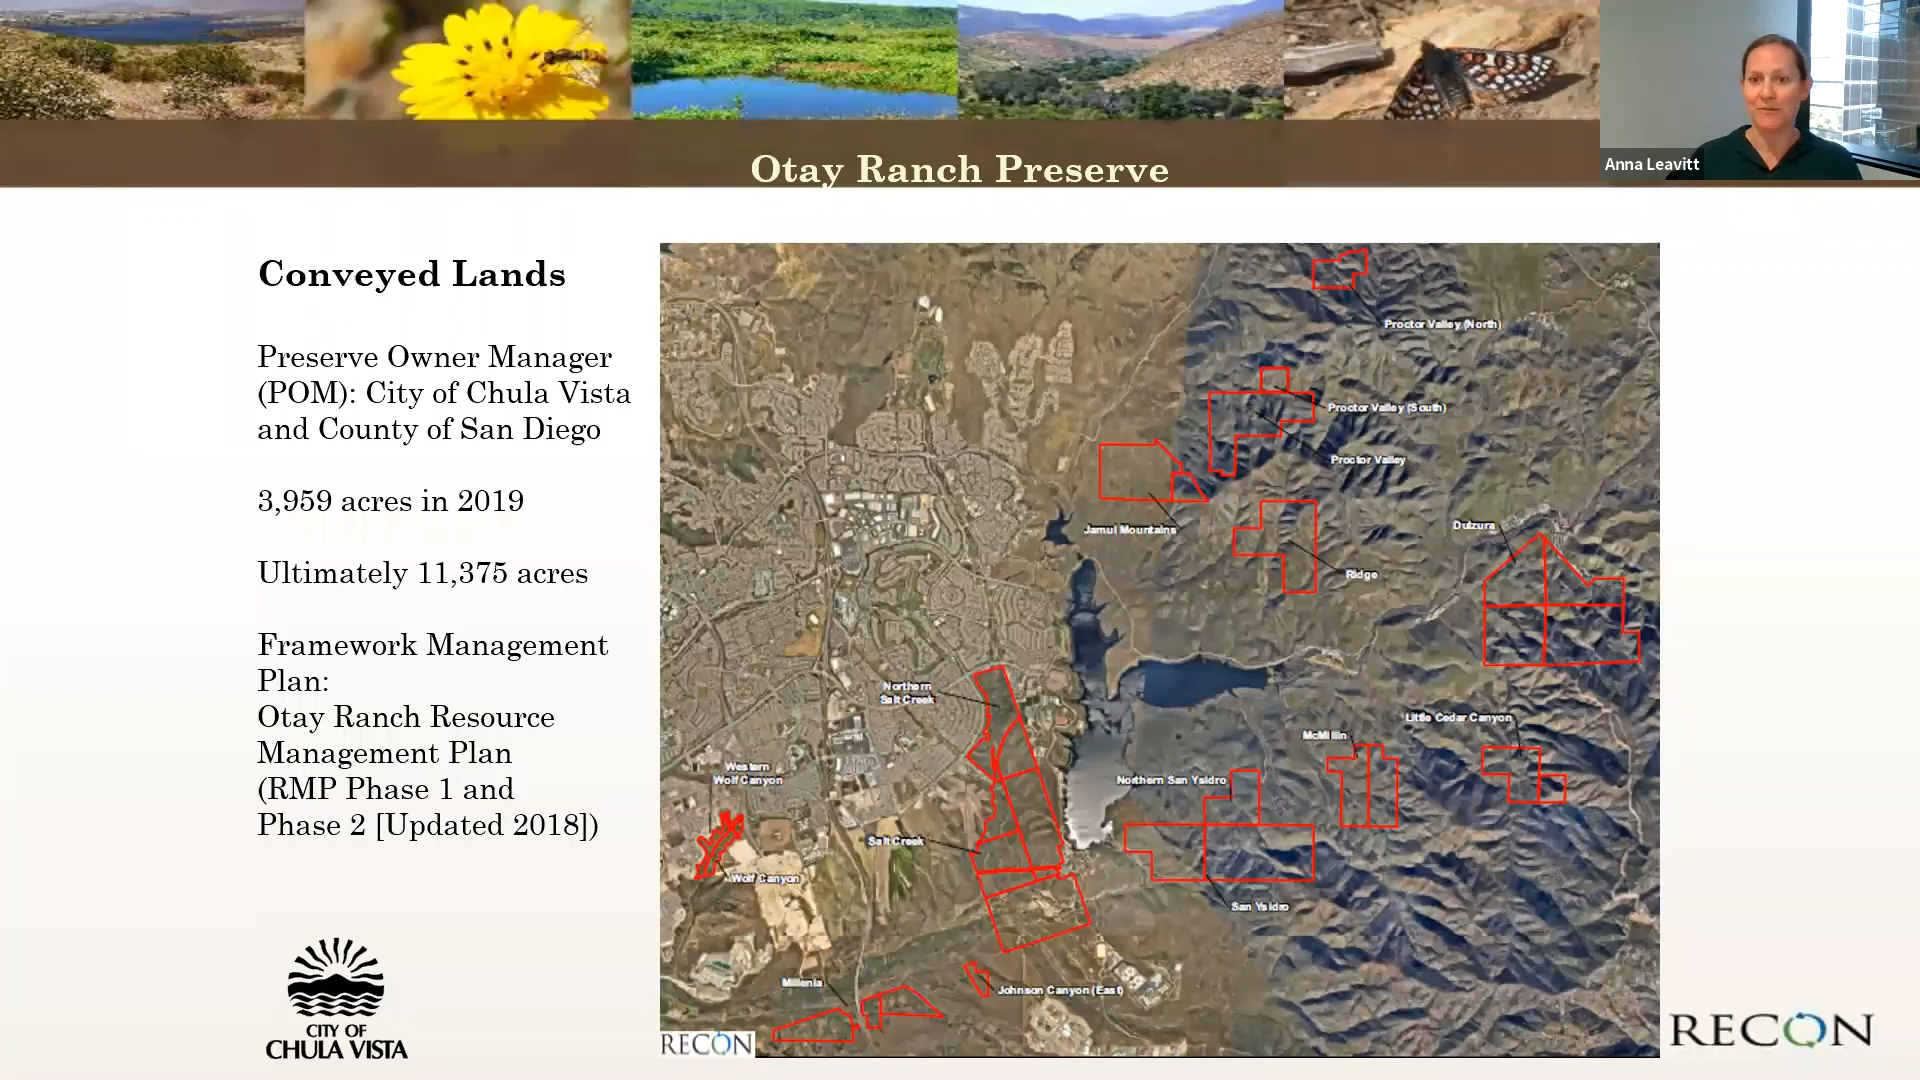 Otay Ranch Preserve
Anna Leavitt
Conveyed Lands
Preserve Owner Manager
(POM): City of Chula Vista
and County of San Diego
3,959 acres in 2019
Ultimately 11,375 acres
Framework Management
Plan:
Otay Ranch Resource
Management Plan
(RMP Phase 1 and
Phase 2 [Updated 2018])
CITY OF
CHULA VISTA
Proctor Valley (North)
Proctor Valley (South)
Proctor Valley
Jamul Mountains
Dulzura
Ridge
Northern
Salt Creek
Little Cedar Canyon
McMillin
Western
Wolf Canyon
Northern San Ysidro
Salt Creek
Wolf Canyon
San Ysidro
Millenia
Johnson Canyon (East)
RECON
RECON